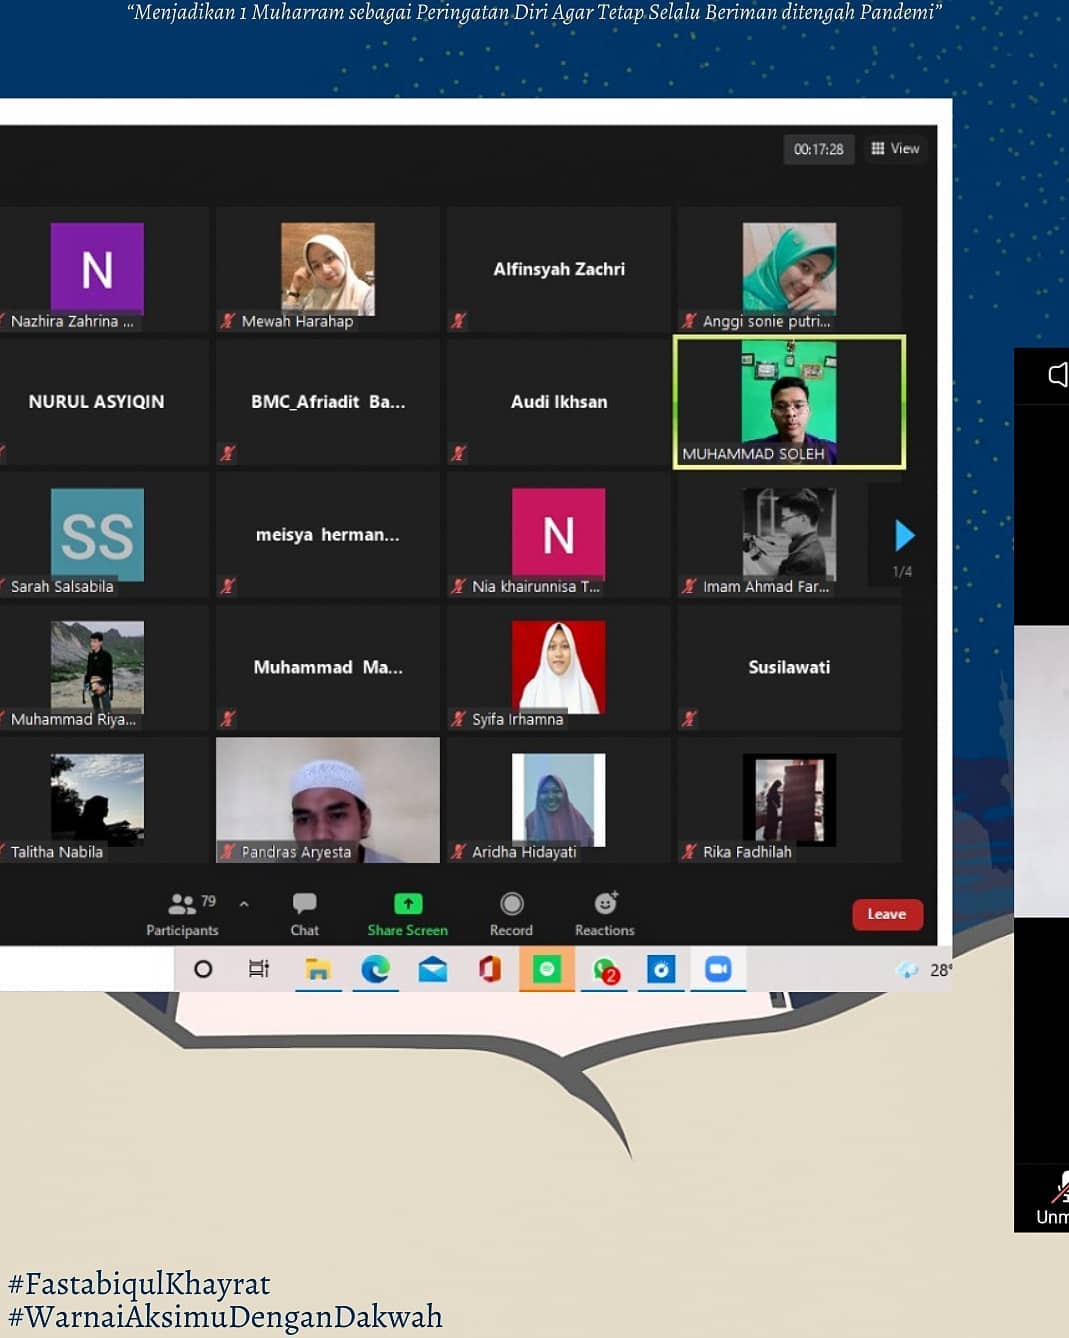 “Menjadikan 1 Muharram sebagai Peringatan Diri Agar Tetap Selalu Beriman ditengah Pandemi”
00:17:28 View
N
Nazhira Zahrina ...
Mewah Harahap
Alfinsyah Zachri
Anggi sonie putri...
NURUL ASYIQIN
BMC_Afriadit Ba...
Audi Ikhsan
MUHAMMAD SOLEH
SS
Sarah Salsabila
meisya herman...
N
Nia khairunnisa T...
Imam Ahmad Far...
1/4
Muhammad Riya...
Muhammad Ma...
Syifa Irhamna
Susilawati
Talitha Nabila
Pandras Aryesta
Aridha Hidayati
Rika Fadhilah
79
Participants
Chat
Share Screen
Record
Reactions
Leave
2
28°
Unm
#FastabiqulKhayrat
#WarnaiAksimuDenganDakwah